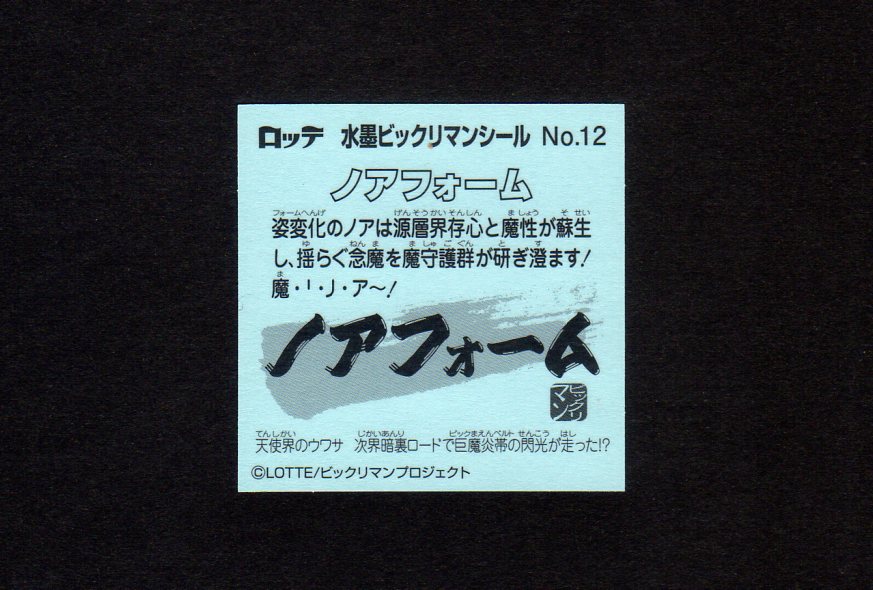 ロッテ 水墨ビックリマンシール No.12
ノアフォーム
フォームへんげ げんそうかいそんしん ましょう そせい
姿変化のノアは源層界存心と魔性が蘇生
ゆ ねんま ましゅごぐん と す
し、揺らぐ念魔を魔守護群が研ぎ澄ます!
ま
魔・I・J・ア〜!
ノアフォーム
ビックリマン
てんしかい じかいあんり ビックまえんベルト せんこう はし
天使界のウワサ 次界暗裏ロードで巨魔炎帯の閃光が走った!?
©LOTTE/ビックリマンプロジェクト